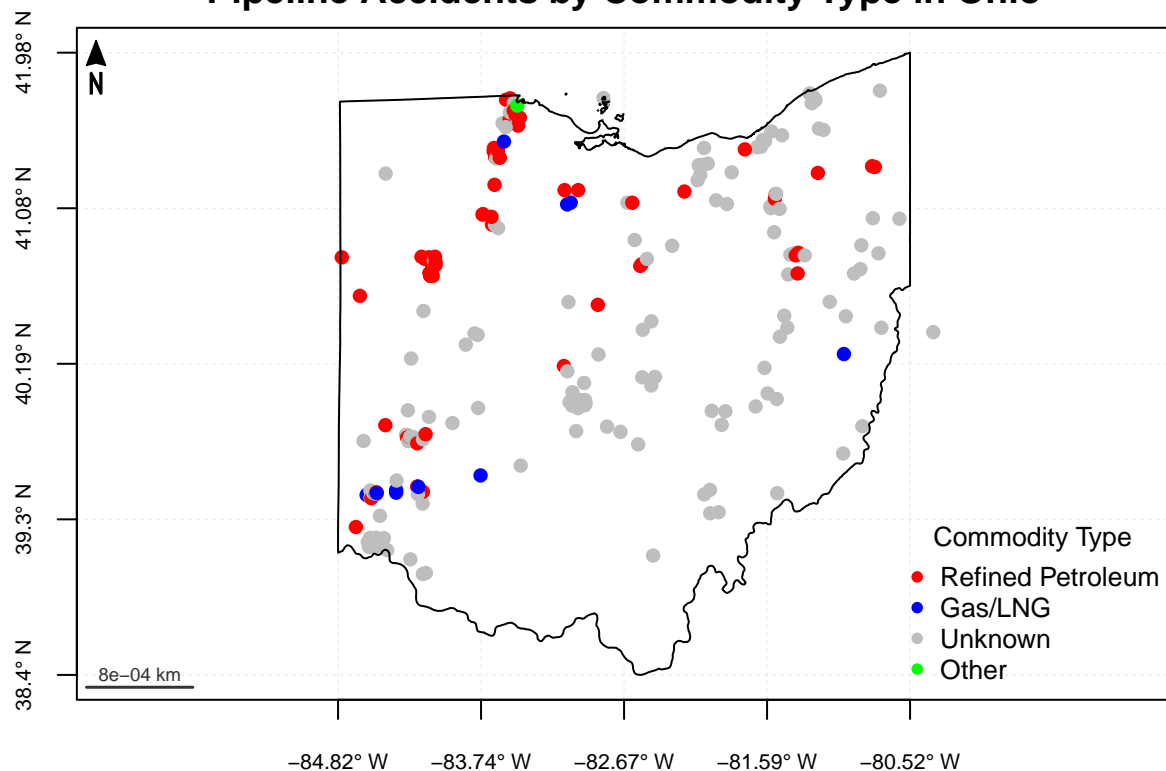 Pipeline Accidents by Commodity Type in Ohio
N
41.98° N
41.08° N
40.19° N
39.3° N
38.4° N
Commodity Type
Refined Petroleum
Gas/LNG
Unknown
Other
8e−04 km
−84.82° W
−83.74° W
−82.67° W
−81.59° W
−80.52° W